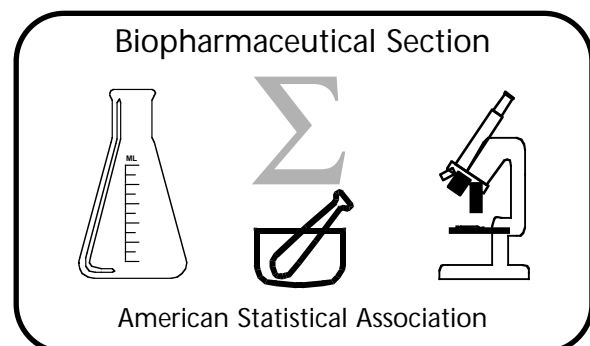 Biopharmaceutical Section
Σ
ML
American Statistical Association